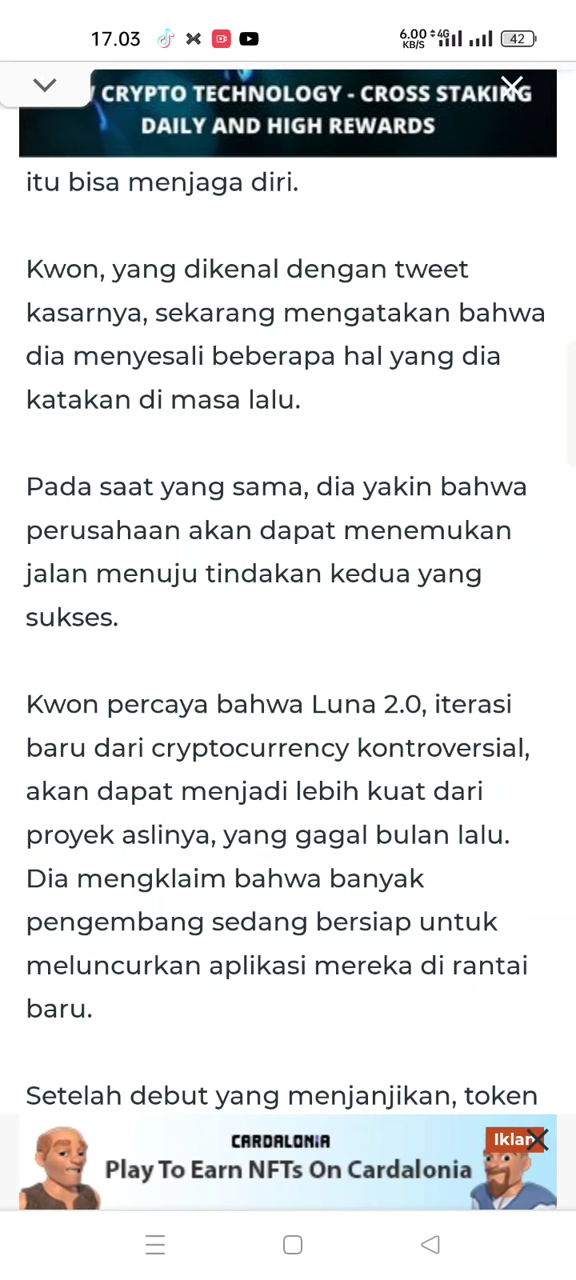 17.03
6.00 KB/S 4G 42
CRYPTO TECHNOLOGY - CROSS STAKING
DAILY AND HIGH REWARDS
itu bisa menjaga diri.
Kwon, yang dikenal dengan tweet
kasarnya, sekarang mengatakan bahwa
dia menyesali beberapa hal yang dia
katakan di masa lalu.
Pada saat yang sama, dia yakin bahwa
perusahaan akan dapat menemukan
jalan menuju tindakan kedua yang
sukses.
Kwon percaya bahwa Luna 2.0, iterasi
baru dari cryptocurrency kontroversial,
akan dapat menjadi lebih kuat dari
proyek aslinya, yang gagal bulan lalu.
Dia mengklaim bahwa banyak
pengembang sedang bersiap untuk
meluncurkan aplikasi mereka di rantai
baru.
Setelah debut yang menjanjikan, token
CARDALONIA
Iklan
Play To Earn NFTs On Cardalonia